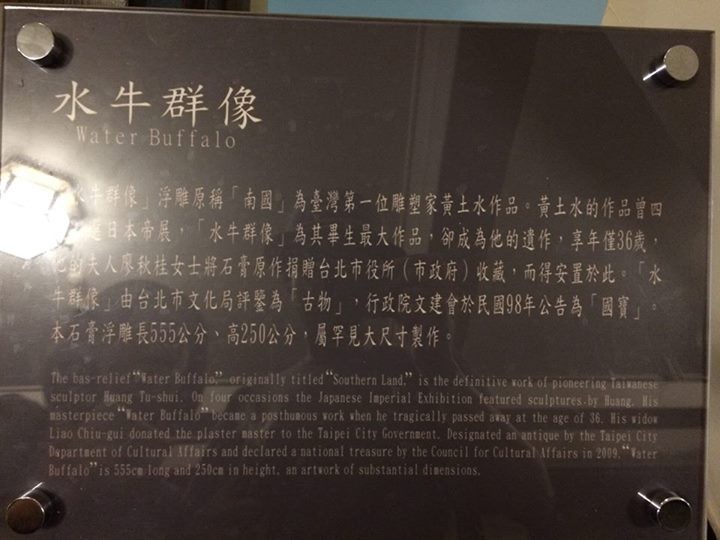 水牛群像
Water Buffalo
水牛群像」浮雕原稱「南國」為臺灣第一位雕塑家黃土水作品。黃土水的作品曾四
日本帝展，「水牛群像」為其畢生最大作品，卻成為他的遺作，享年僅36歲，
的夫人廖秋桂女士將石膏原作捐贈台北市役所（市政府）收藏，而得安置於此。「水
牛群像」由台北市文化局評鑒為「古物」，行政院文建會於民國98年公告為「國寶」。
本石膏浮雕長555公分、高250公分，屬罕見大尺寸製作。
The bas-relief "Water Buffalo," originally titled "Southern Land," is the definitive work of pioneering Taiwanese
sculptor Huang Tu-shui. On four occasions the Japanese Imperial Exhibition featured sculptures by Huang. His
masterpiece "Water Buffalo" became a posthumous work when he tragically passed away at the age of 36. His widow
Liao Chiu-gui donated the plaster master to the Taipei City Government. Designated an antique by the Taipei City
Department of Cultural Affairs and declared a national treasure by the Council for Cultural Affairs in 2009, "Water
Buffalo" is 555cm long and 250cm in height, an artwork of substantial dimensions.